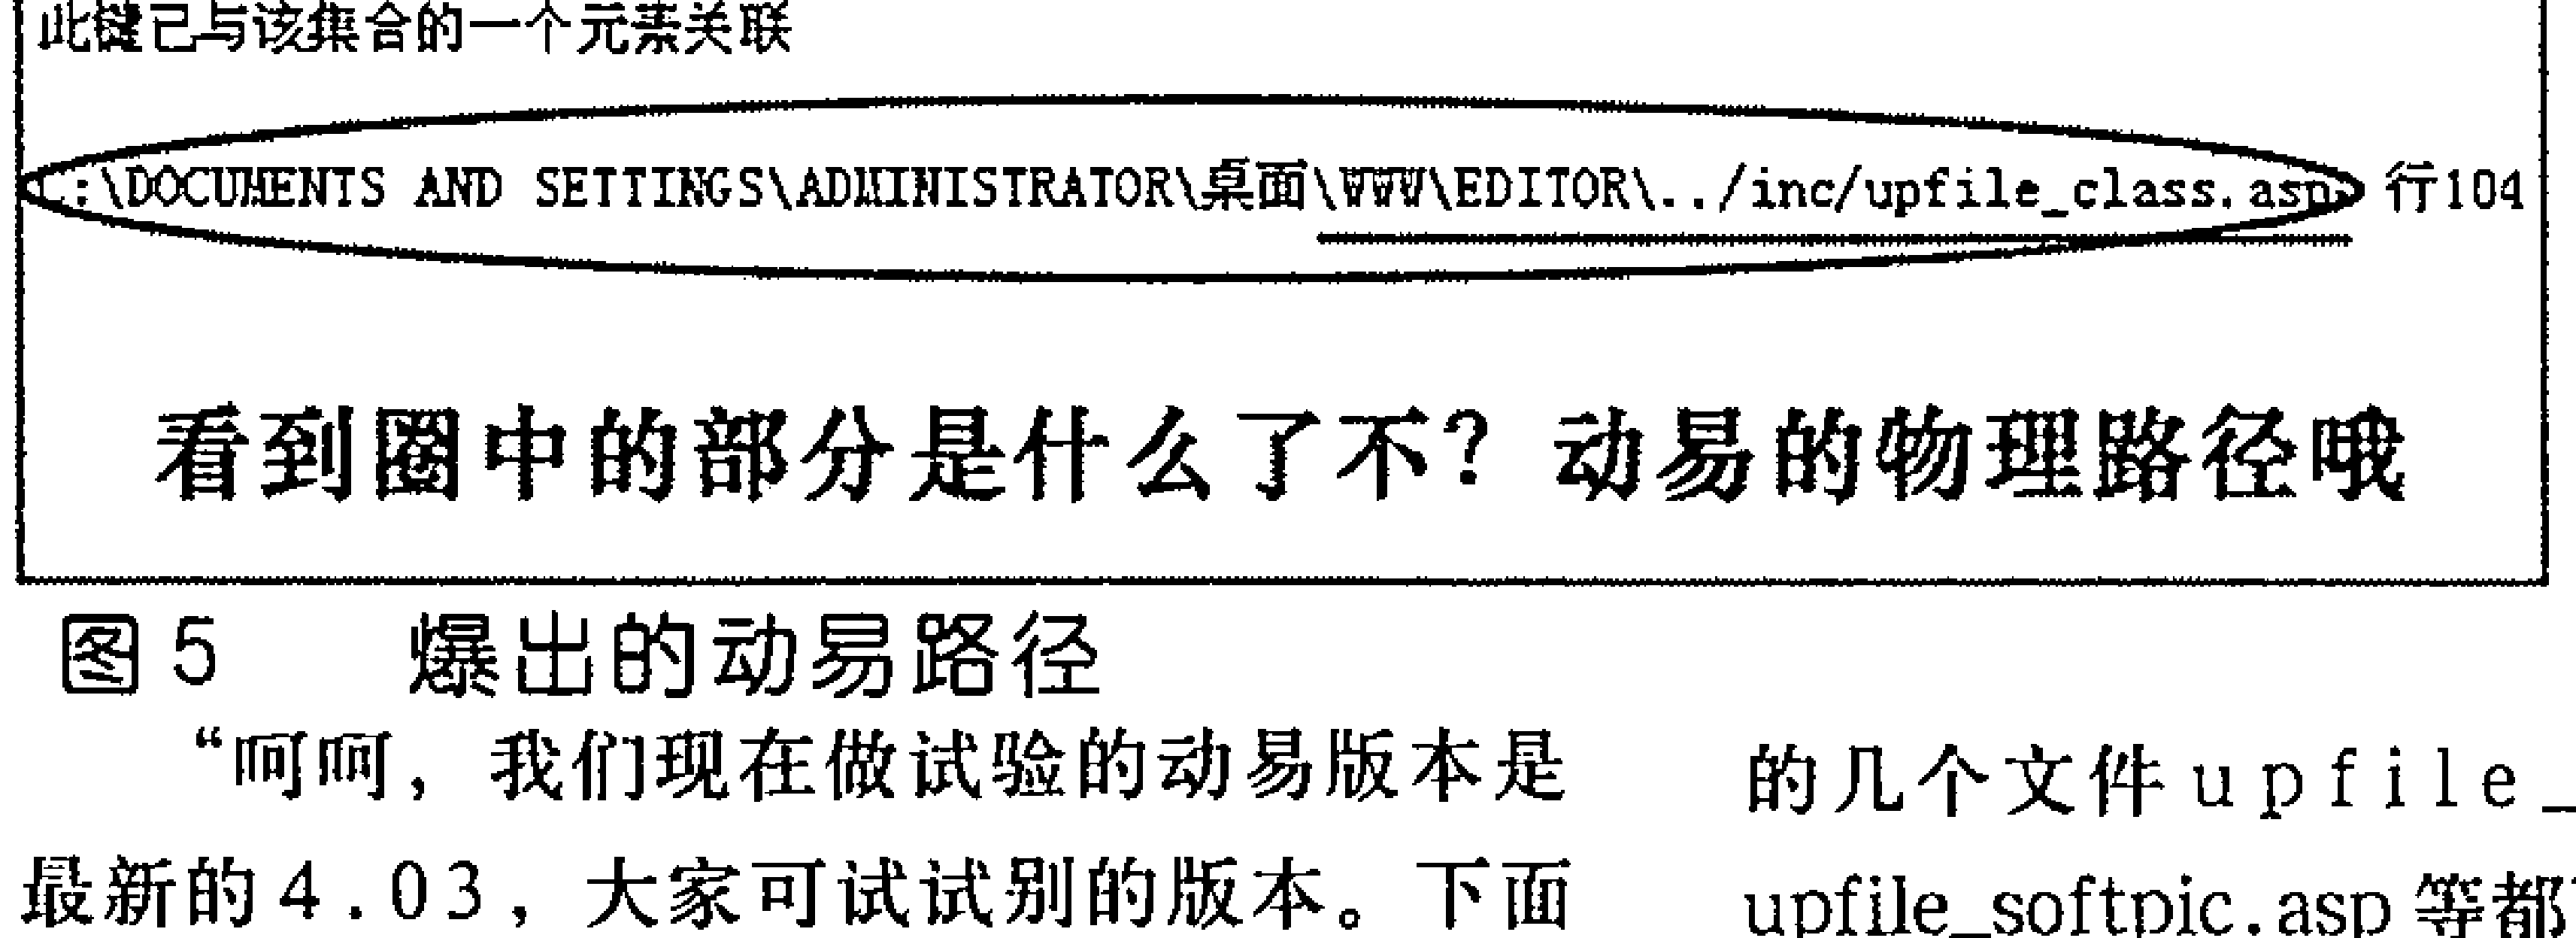 此键已与该集合的一个元素关联
C:\DOCUMENTS AND SETTINGS\ADMINISTRATOR\桌面\WWW\EDITOR\../inc/upfile_class.asp, 行104
看到圈中的部分是什么了不？动易的物理路径哦
图5 爆出的动易路径
“呵呵，我们现在做试验的动易版本是
最新的4.03，大家可试试别的版本。下面
的几个文件upfile_
upfile_softpic.asp等都